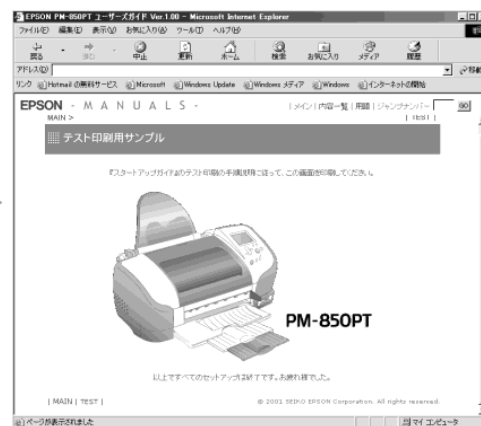 EPSON PM-850PT ユーザーズガイド Ver.1.00 - Microsoft Internet Explorer
ファイル(F) 編集(E) 表示(V) お気に入り(A) ツール(T) ヘルプ(H)
戻る 進む 中止 更新 ホーム 検索 お気に入り メディア 履歴
アドレス(D) 移動
リンク Hotmail の無料サービス Microsoft Windows Update Windows メディア Windows インターネットの開始
EPSON - MANUALS - | メイン | 内容一覧 | 用語 | ジャンプナンバー GO
MAIN > | TEST |
テスト印刷用サンプル
『スタートアップガイド』のテスト印刷の手順説明に従って、この画面を印刷してください。
PM-850PT
以上ですべてのセットアップは終了です。お疲れ様でした。
| MAIN | TEST | © 2001 SEIKO EPSON Corporation. All rights reserved.
ページが表示されました マイ コンピュータ